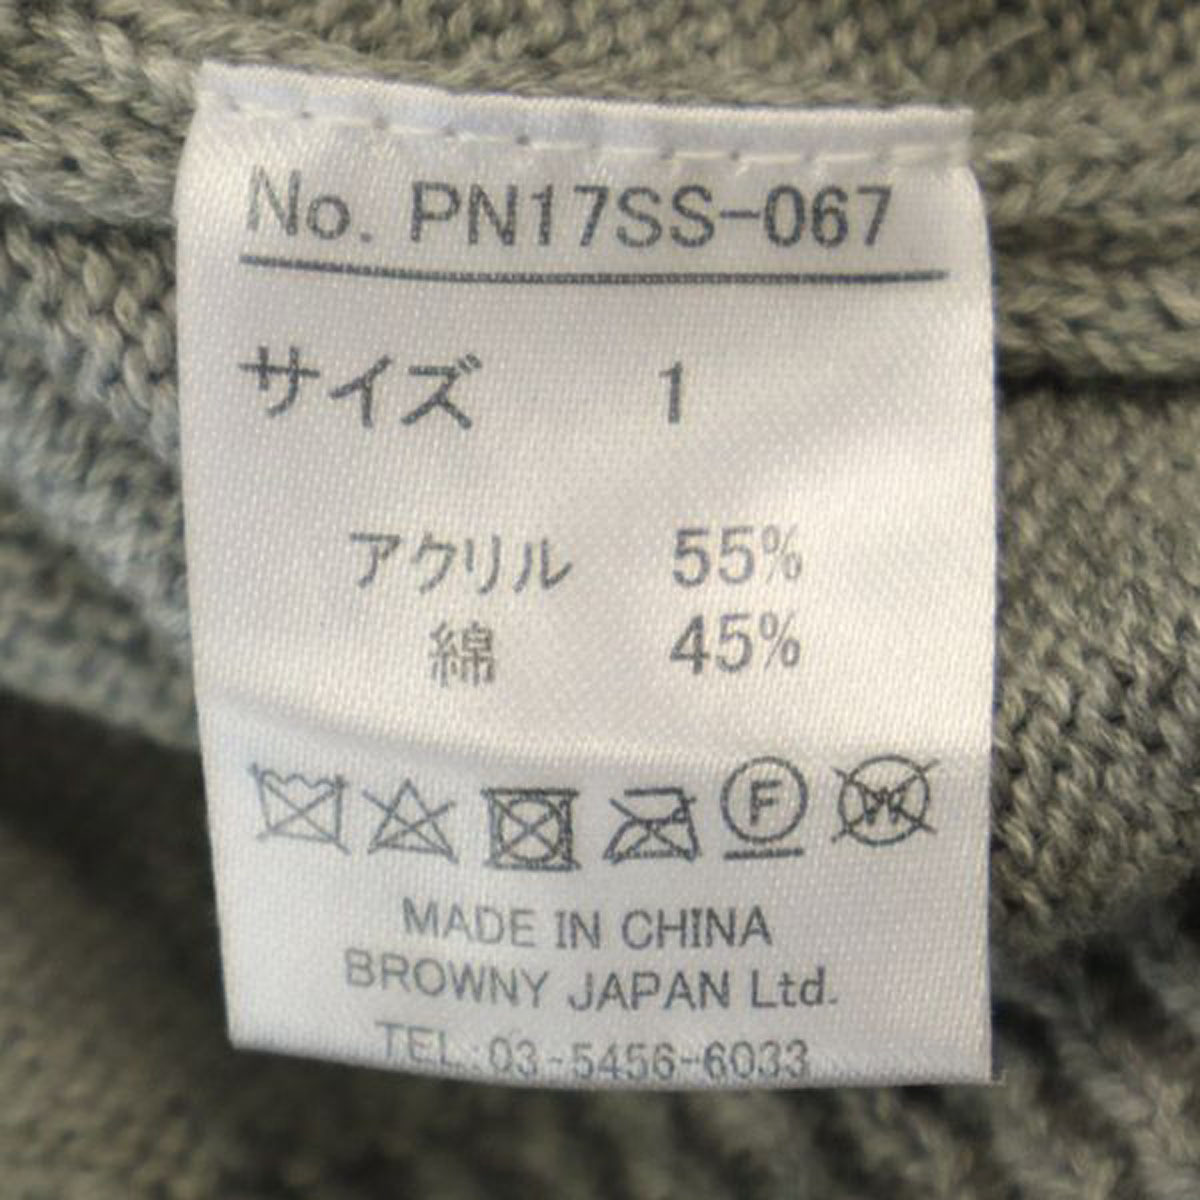 No. PN17SS-067
サイズ 1
アクリル 55%
綿 45%
F W
MADE IN CHINA
BROWNY JAPAN Ltd.
TEL:03-5456-6033